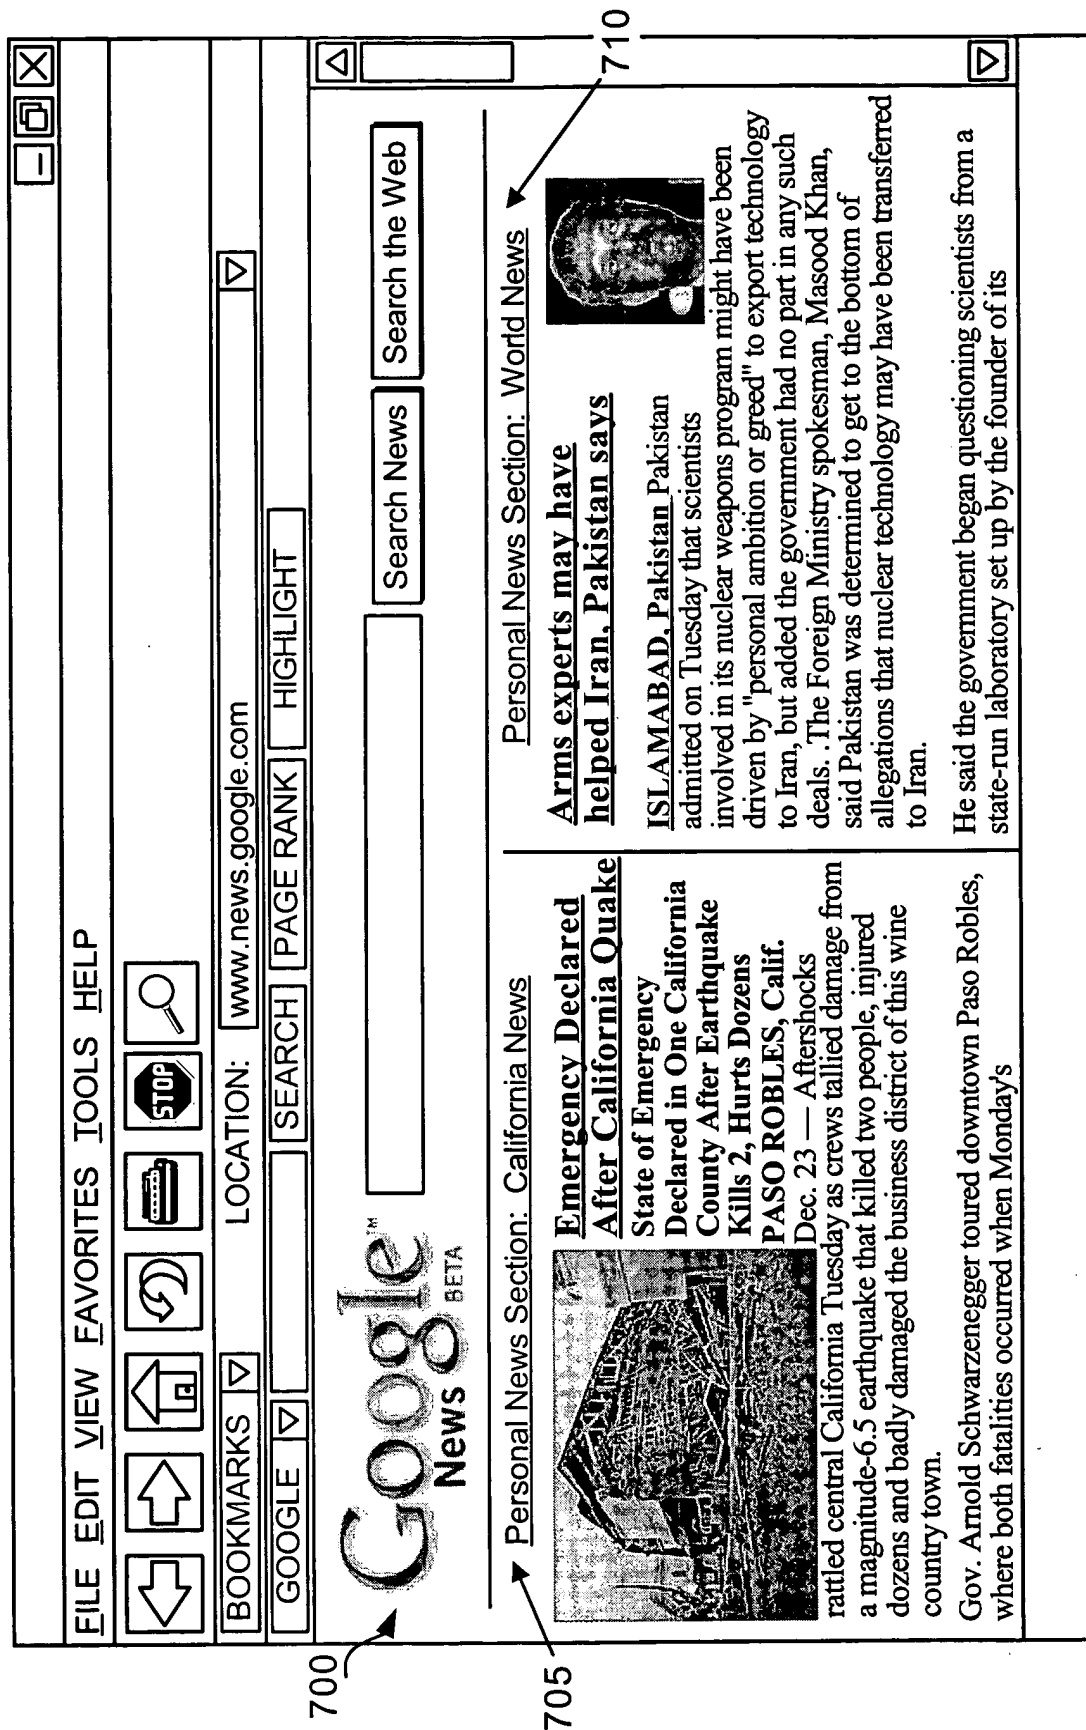 FILE EDIT VIEW FAVORITES TOOLS HELP
STOP
BOOKMARKS
LOCATION:
www.news.google.com
GOOGLE
SEARCH
PAGE RANK
HIGHLIGHT
700
Google™
News BETA
Search News
Search the Web
705
Personal News Section: California News
Emergency Declared
After California Quake
State of Emergency
Declared in One California
County After Earthquake
Kills 2, Hurts Dozens
PASO ROBLES, Calif.
Dec. 23 — Aftershocks
rattled central California Tuesday as crews tallied damage from
a magnitude-6.5 earthquake that killed two people, injured
dozens and badly damaged the business district of this wine
country town.
Gov. Arnold Schwarzenegger toured downtown Paso Robles,
where both fatalities occurred when Monday's
710
Personal News Section: World News
Arms experts may have
helped Iran, Pakistan says
ISLAMABAD, Pakistan Pakistan
admitted on Tuesday that scientists
involved in its nuclear weapons program might have been
driven by "personal ambition or greed" to export technology
to Iran, but added the government had no part in any such
deals. .The Foreign Ministry spokesman, Masood Khan,
said Pakistan was determined to get to the bottom of
allegations that nuclear technology may have been transferred
to Iran.
He said the government began questioning scientists from a
state-run laboratory set up by the founder of its